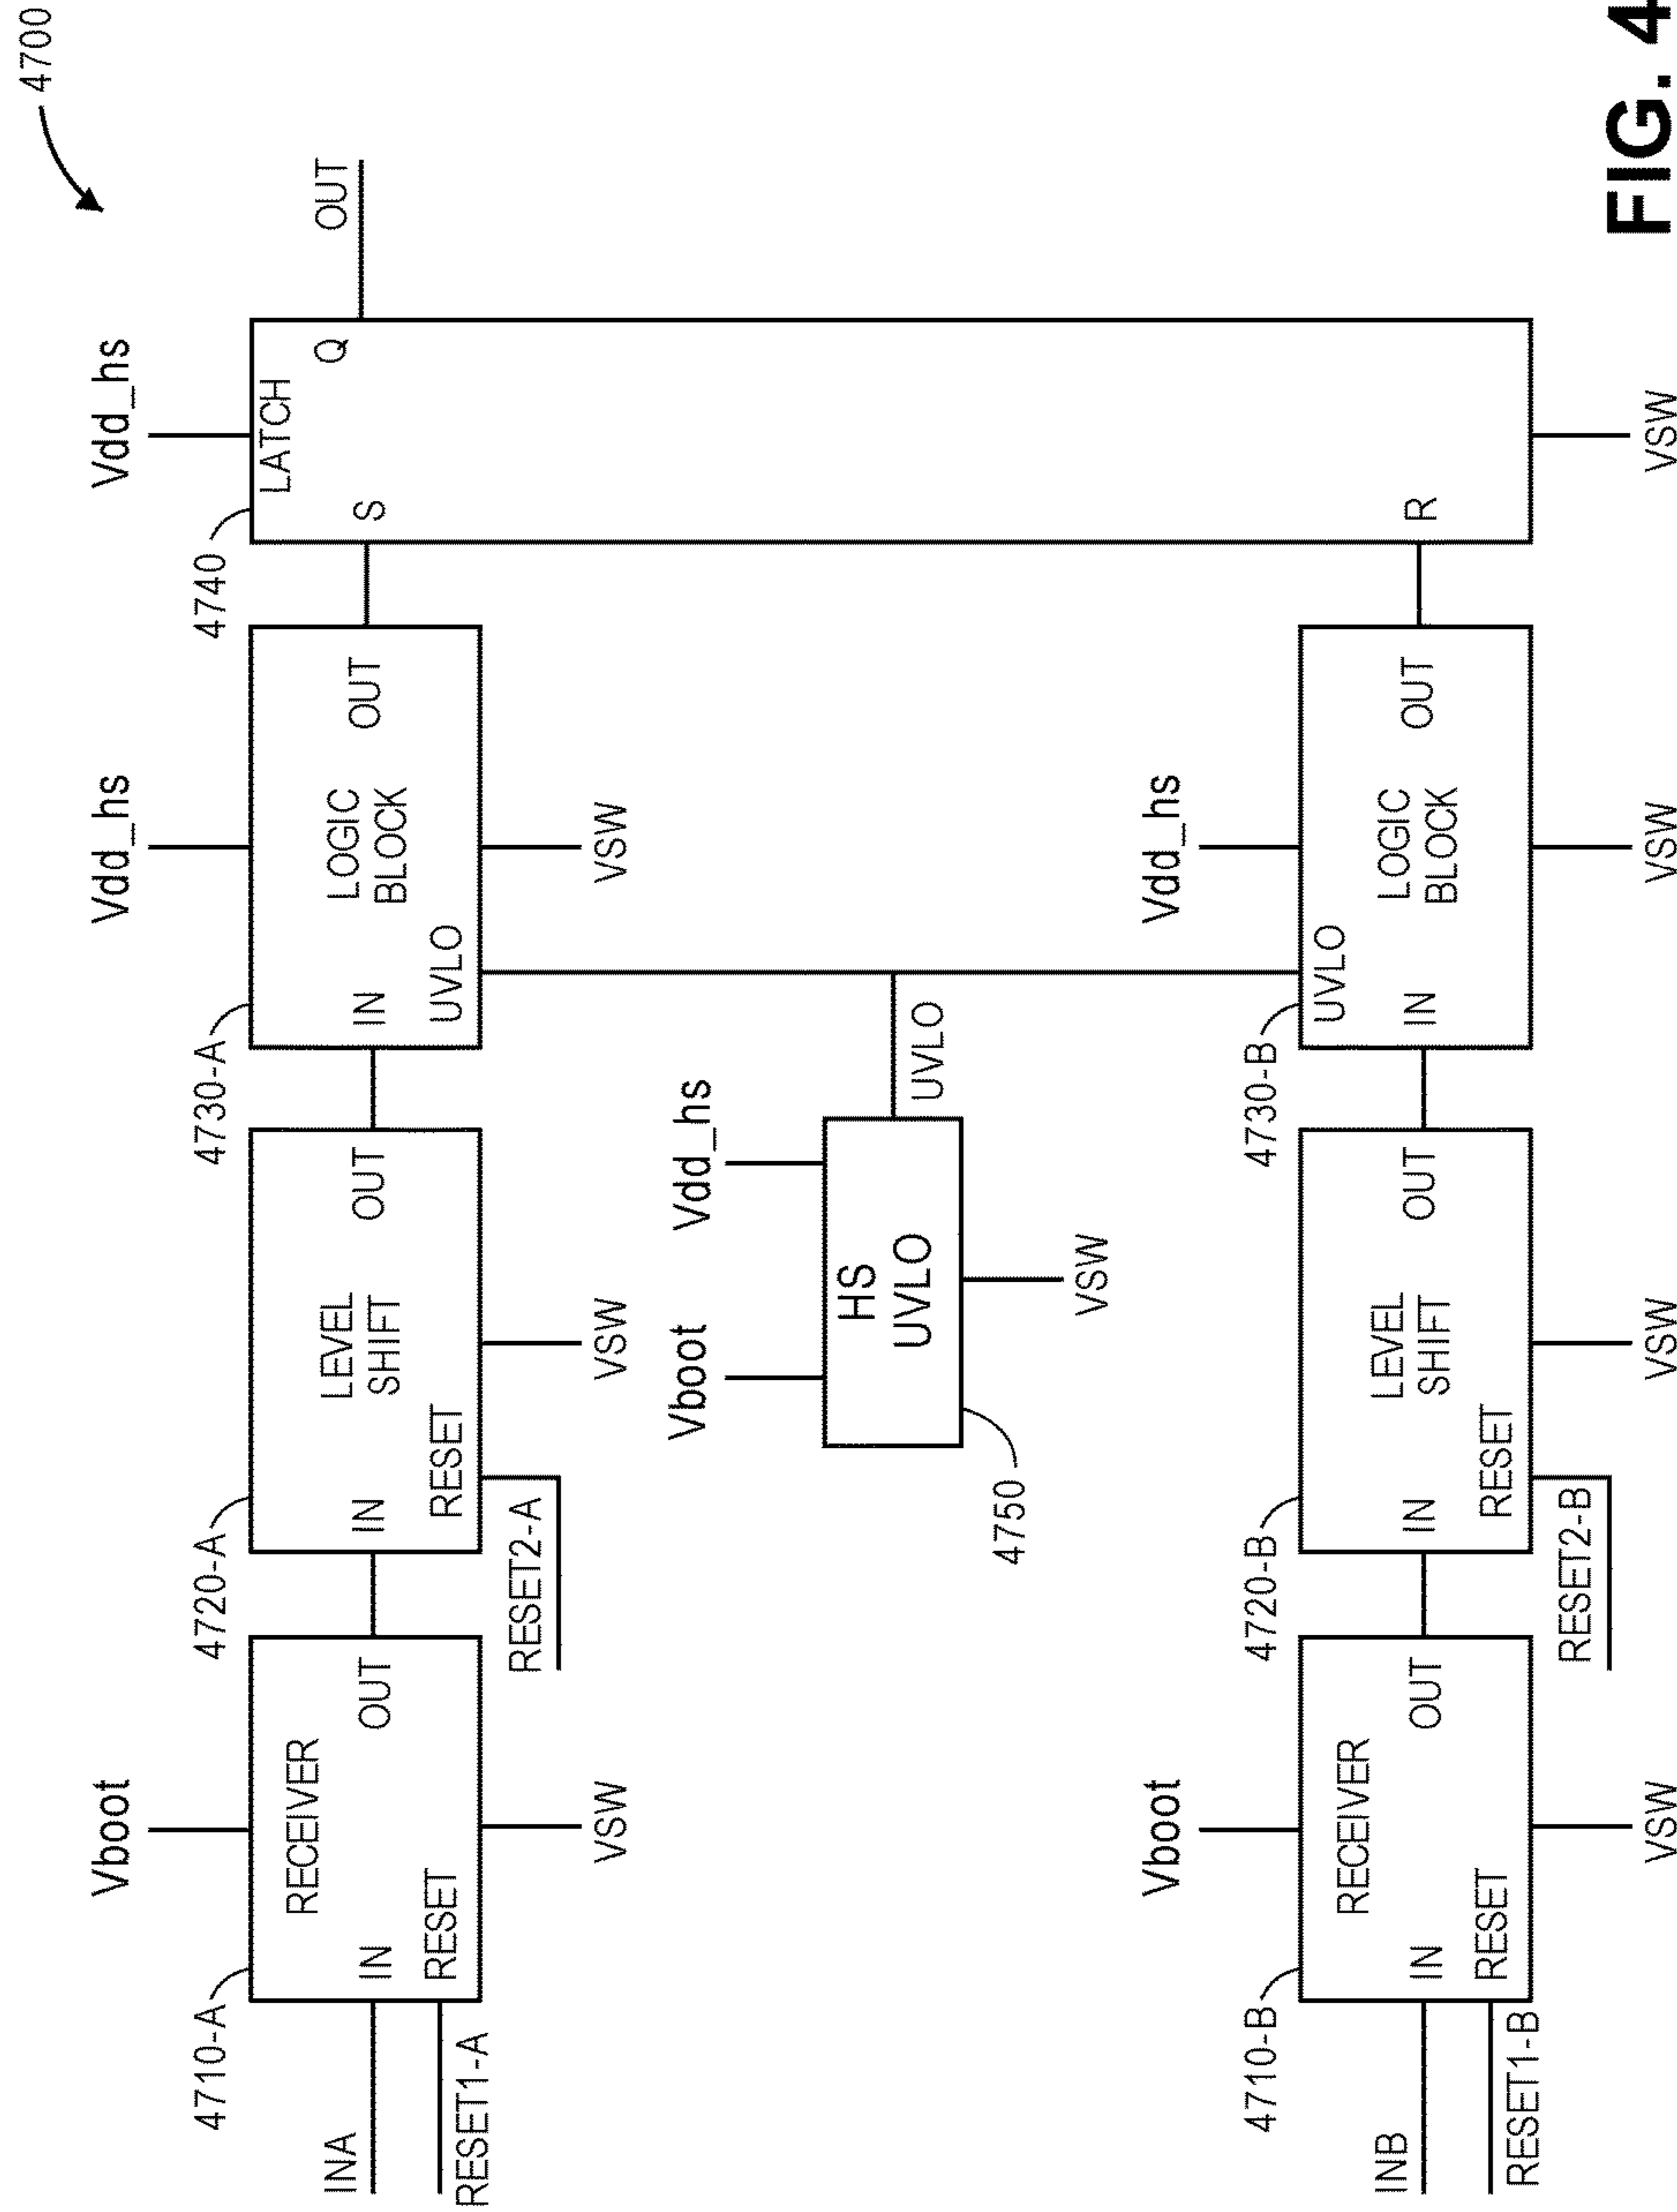 4700
Vboot
Vdd_hs
Vdd_hs
4710-A
4720-A
4730-A
4740
INA
RESET1-A
RECEIVER
IN
OUT
RESET
VSW
LEVEL
SHIFT
IN
OUT
RESET
RESET2-A
VSW
LOGIC
BLOCK
IN
OUT
UVLO
VSW
LATCH
S
Q
R
OUT
VSW
Vboot
Vdd_hs
HS
UVLO
UVLO
VSW
4750
Vboot
Vdd_hs
4710-B
4720-B
4730-B
INB
RESET1-B
RECEIVER
IN
OUT
RESET
VSW
LEVEL
SHIFT
IN
OUT
RESET
RESET2-B
VSW
UVLO
LOGIC
BLOCK
IN
OUT
VSW
FIG. 4